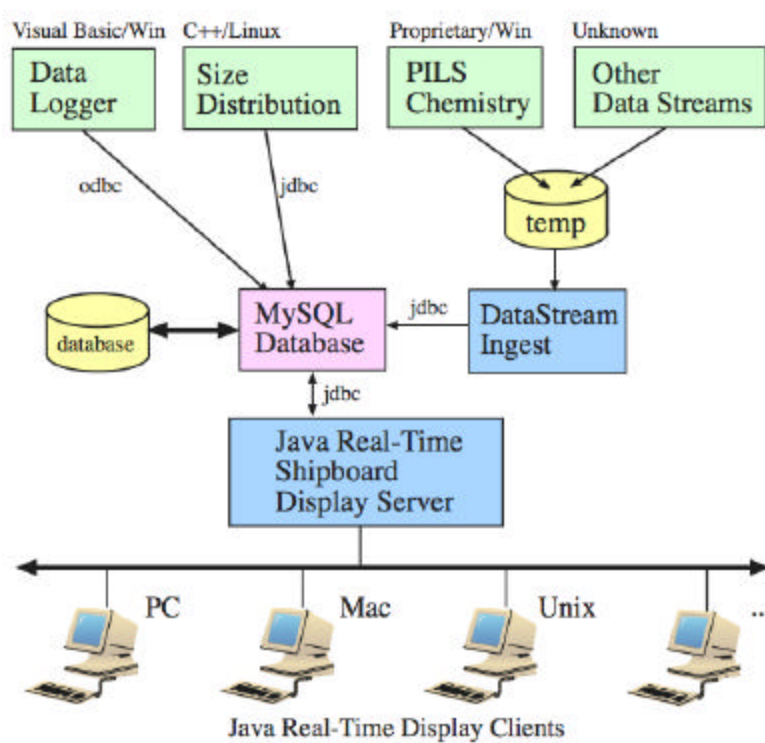 Visual Basic/Win
C++/Linux
Proprietary/Win
Unknown
Data
Logger
Size
Distribution
PILS
Chemistry
Other
Data Streams
odbc
jdbc
temp
database
MySQL
Database
jdbc
DataStream
Ingest
jdbc
Java Real-Time
Shipboard
Display Server
PC
Mac
Unix
...
Java Real-Time Display Clients